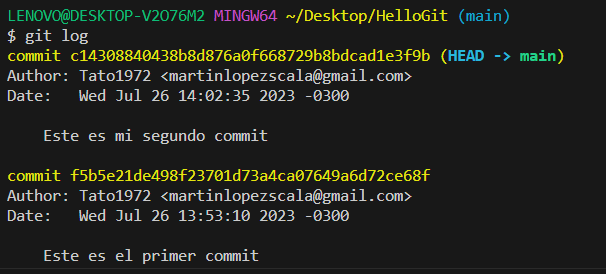 LENOVO@DESKTOP-V2O76M2 MINGW64 ~/Desktop/HelloGit (main)
$ git log
commit c14308840438b8d876a0f668729b8bdcad1e3f9b (HEAD -> main)
Author: Tato1972 <martinlopezscala@gmail.com>
Date:   Wed Jul 26 14:02:35 2023 -0300
    Este es mi segundo commit
commit f5b5e21de498f23701d73a4ca07649a6d72ce68f
Author: Tato1972 <martinlopezscala@gmail.com>
Date:   Wed Jul 26 13:53:10 2023 -0300
    Este es el primer commit